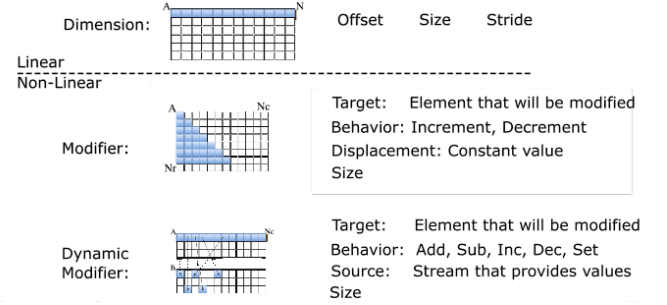 A N
Dimension: Offset Size Stride
Linear
Non-Linear
A Nc
Target: Element that will be modified
Behavior: Increment, Decrement
Modifier: Displacement: Constant value
Nr Size
A Nc
Target: Element that will be modified
Dynamic Behavior: Add, Sub, Inc, Dec, Set
Modifier: B Source: Stream that provides values
Size